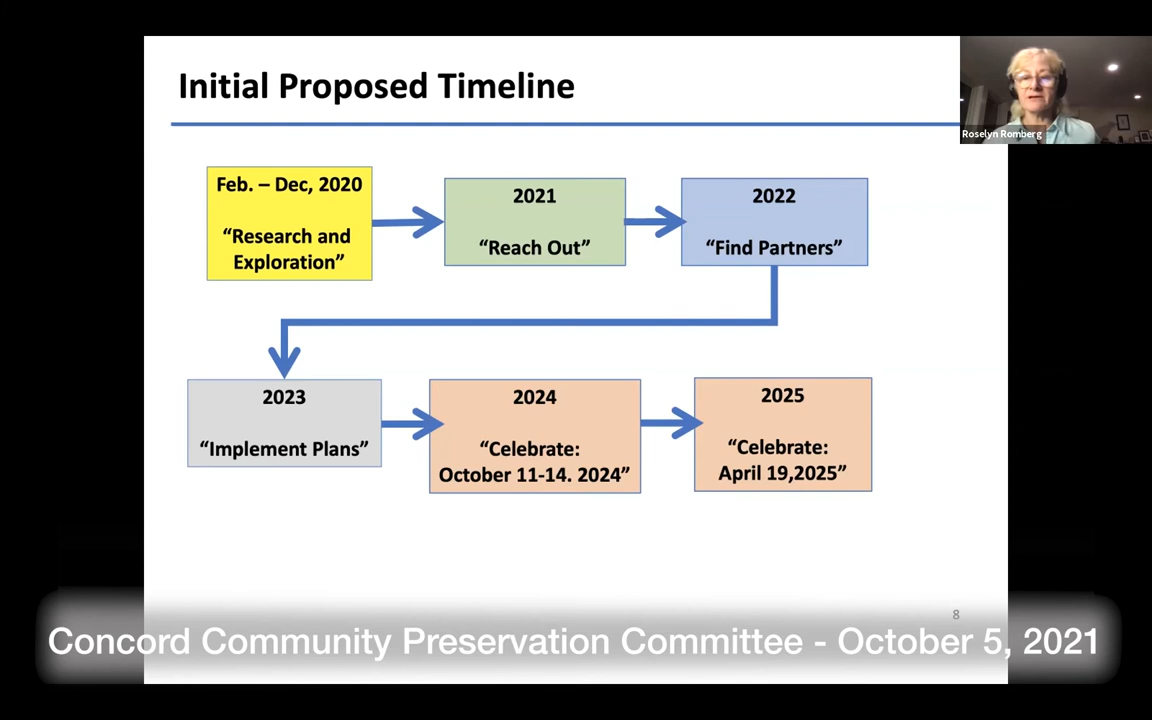 Initial Proposed Timeline
Roselyn Romberg
Feb. – Dec, 2020
“Research and
Exploration”
2021
“Reach Out”
2022
“Find Partners”
2023
“Implement Plans”
2024
“Celebrate:
October 11-14. 2024”
2025
“Celebrate:
April 19,2025”
8
Concord Community Preservation Committee - October 5, 2021